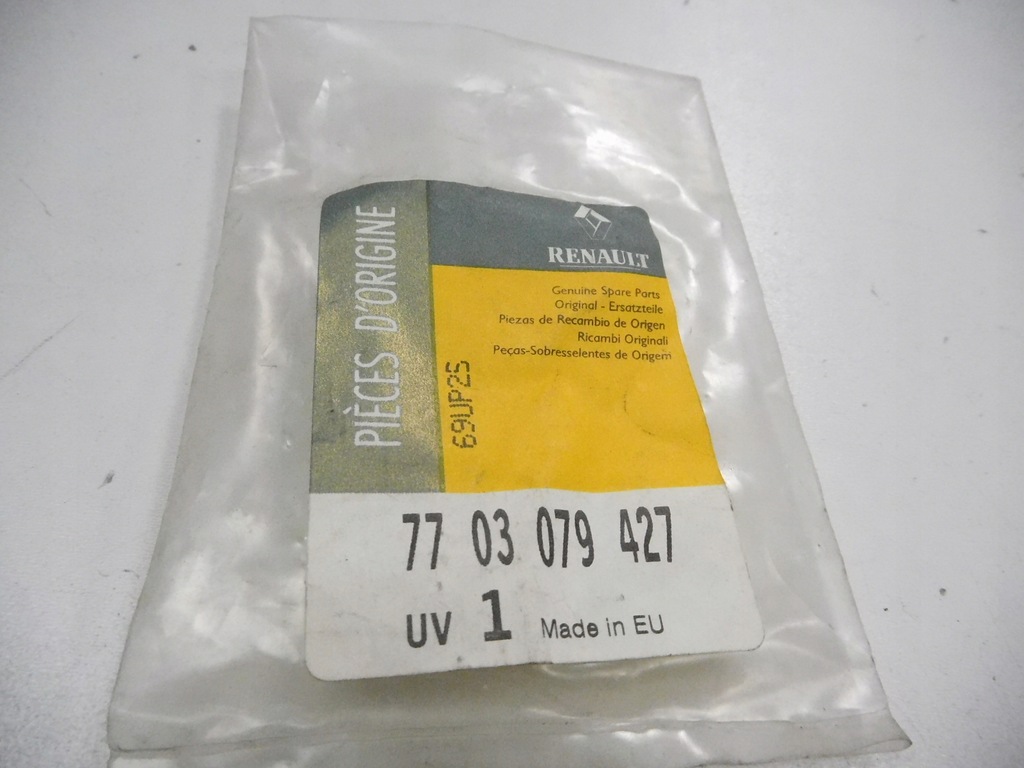 PIÈCES D'ORIGINE
RENAULT
Genuine Spare Parts
Original - Ersatzteile
Piezas de Recambio de Origen
Ricambi Originali
Peças-Sobresselentes de Origem
69UP25
77 03 079 427
UV 1 Made in EU